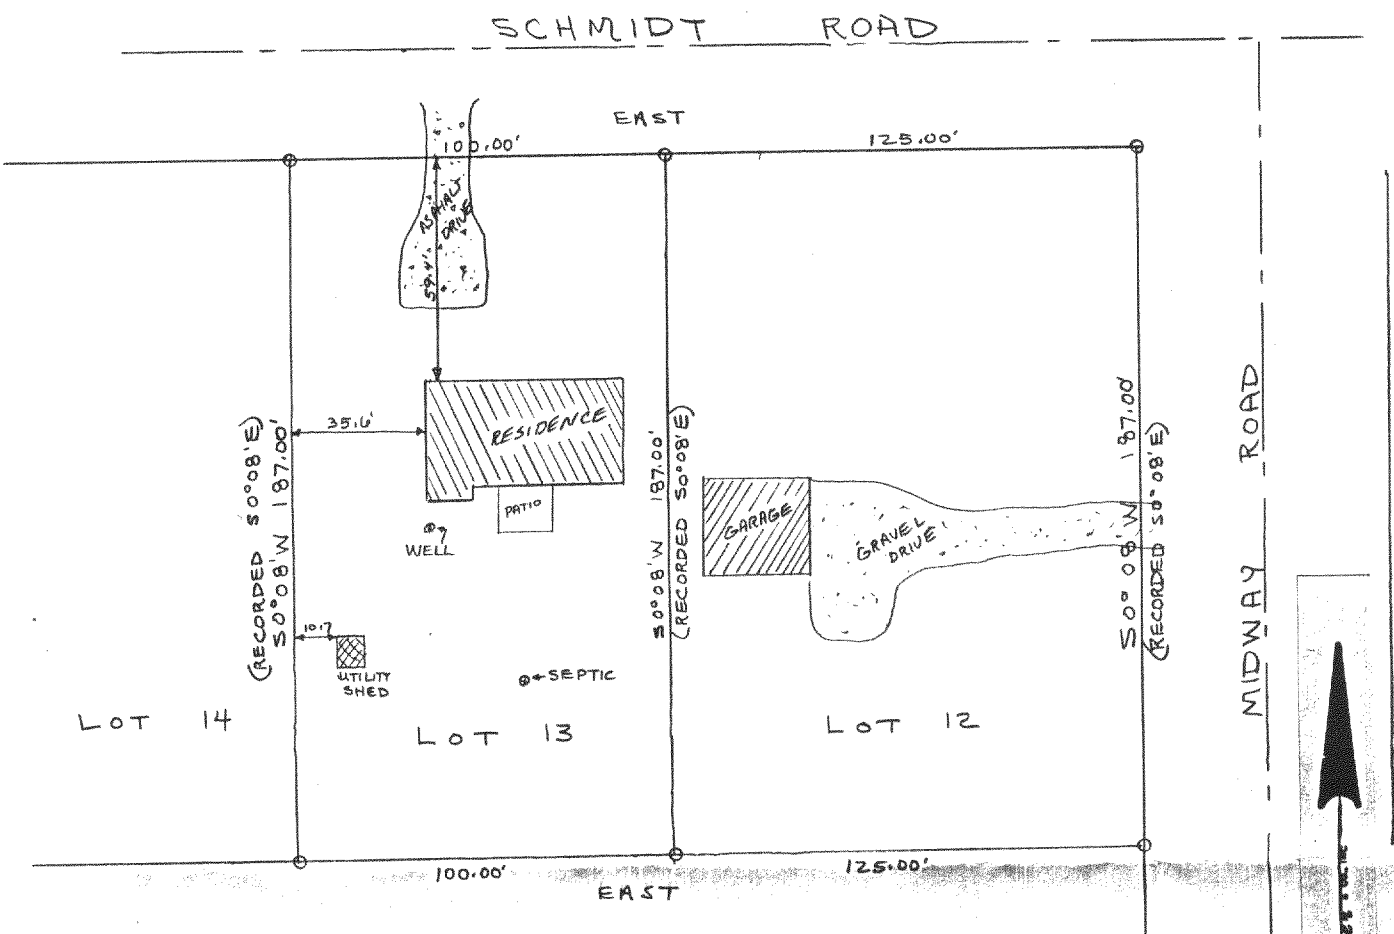 SCHMIDT ROAD
EAST
100.00'
125.00'
ASPHALT
DRIVE
59.4'
35.6'
RESIDENCE
PATIO
WELL
(RECORDED S0°08'E)
S0°08'W 187.00'
S0°08'W 187.00'
(RECORDED S0°08'E)
GARAGE
GRAVEL
DRIVE
S0°08'W 187.00'
(RECORDED S0°08'E)
MIDWAY ROAD
10.7
UTILITY
SHED
SEPTIC
LOT 14
LOT 13
LOT 12
100.00'
125.00'
EAST